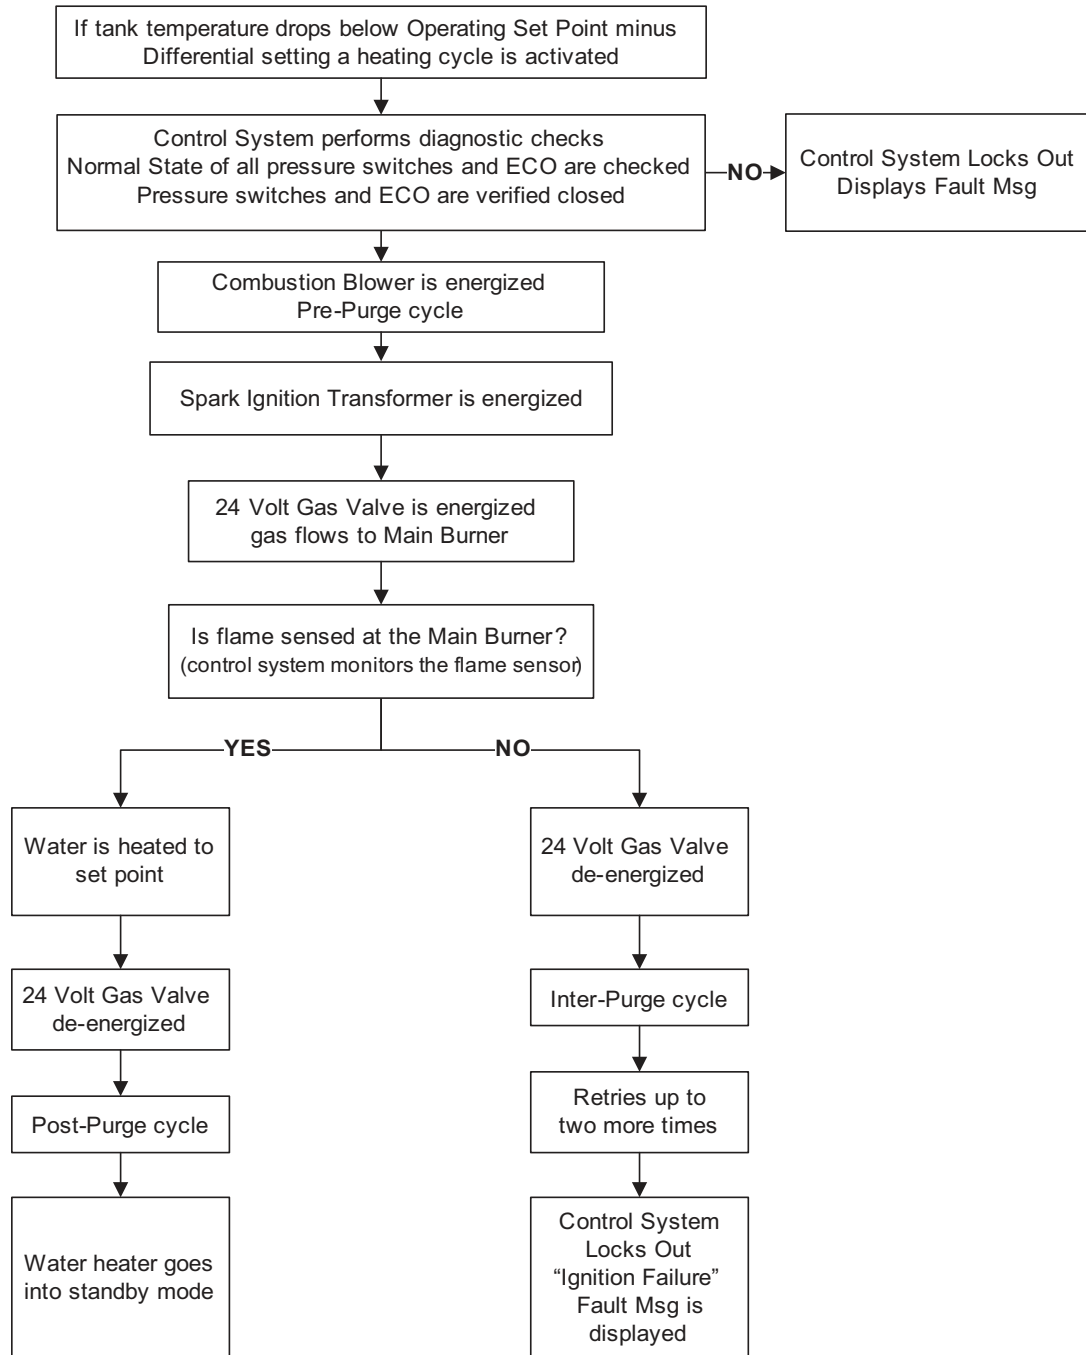 If tank temperature drops below Operating Set Point minus
Differential setting a heating cycle is activated
Control System performs diagnostic checks
Normal State of all pressure switches and ECO are checked
Pressure switches and ECO are verified closed
NO
Control System Locks Out
Displays Fault Msg
Combustion Blower is energized
Pre-Purge cycle
Spark Ignition Transformer is energized
24 Volt Gas Valve is energized
gas flows to Main Burner
Is flame sensed at the Main Burner?
(control system monitors the flame sensor)
YES
NO
Water is heated to
set point
24 Volt Gas Valve
de-energized
Post-Purge cycle
Water heater goes
into standby mode
24 Volt Gas Valve
de-energized
Inter-Purge cycle
Retries up to
two more times
Control System
Locks Out
“Ignition Failure”
Fault Msg is
displayed